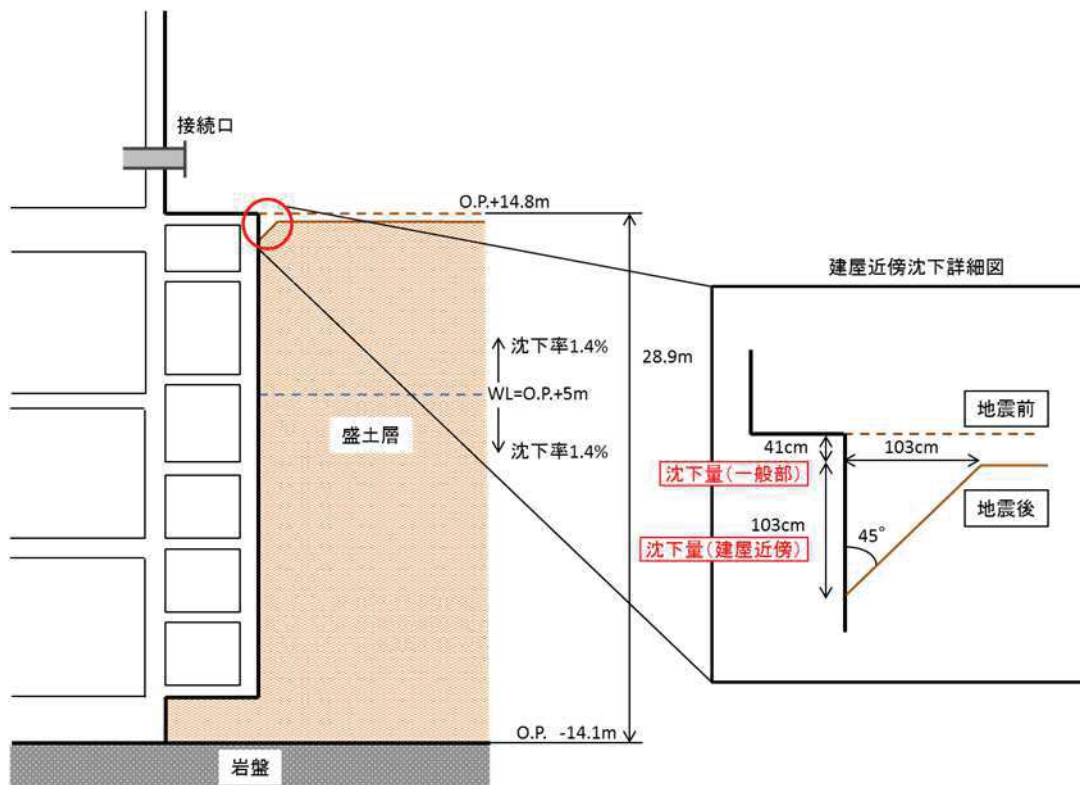 接続口
O.P.+14.8m
建屋近傍沈下詳細図
沈下率1.4%
28.9m
WL=O.P.+5m
盛土層
沈下率1.4%
地震前
41cm
103cm
沈下量(一般部)
地震後
103cm
45°
沈下量(建屋近傍)
O.P. -14.1m
岩盤